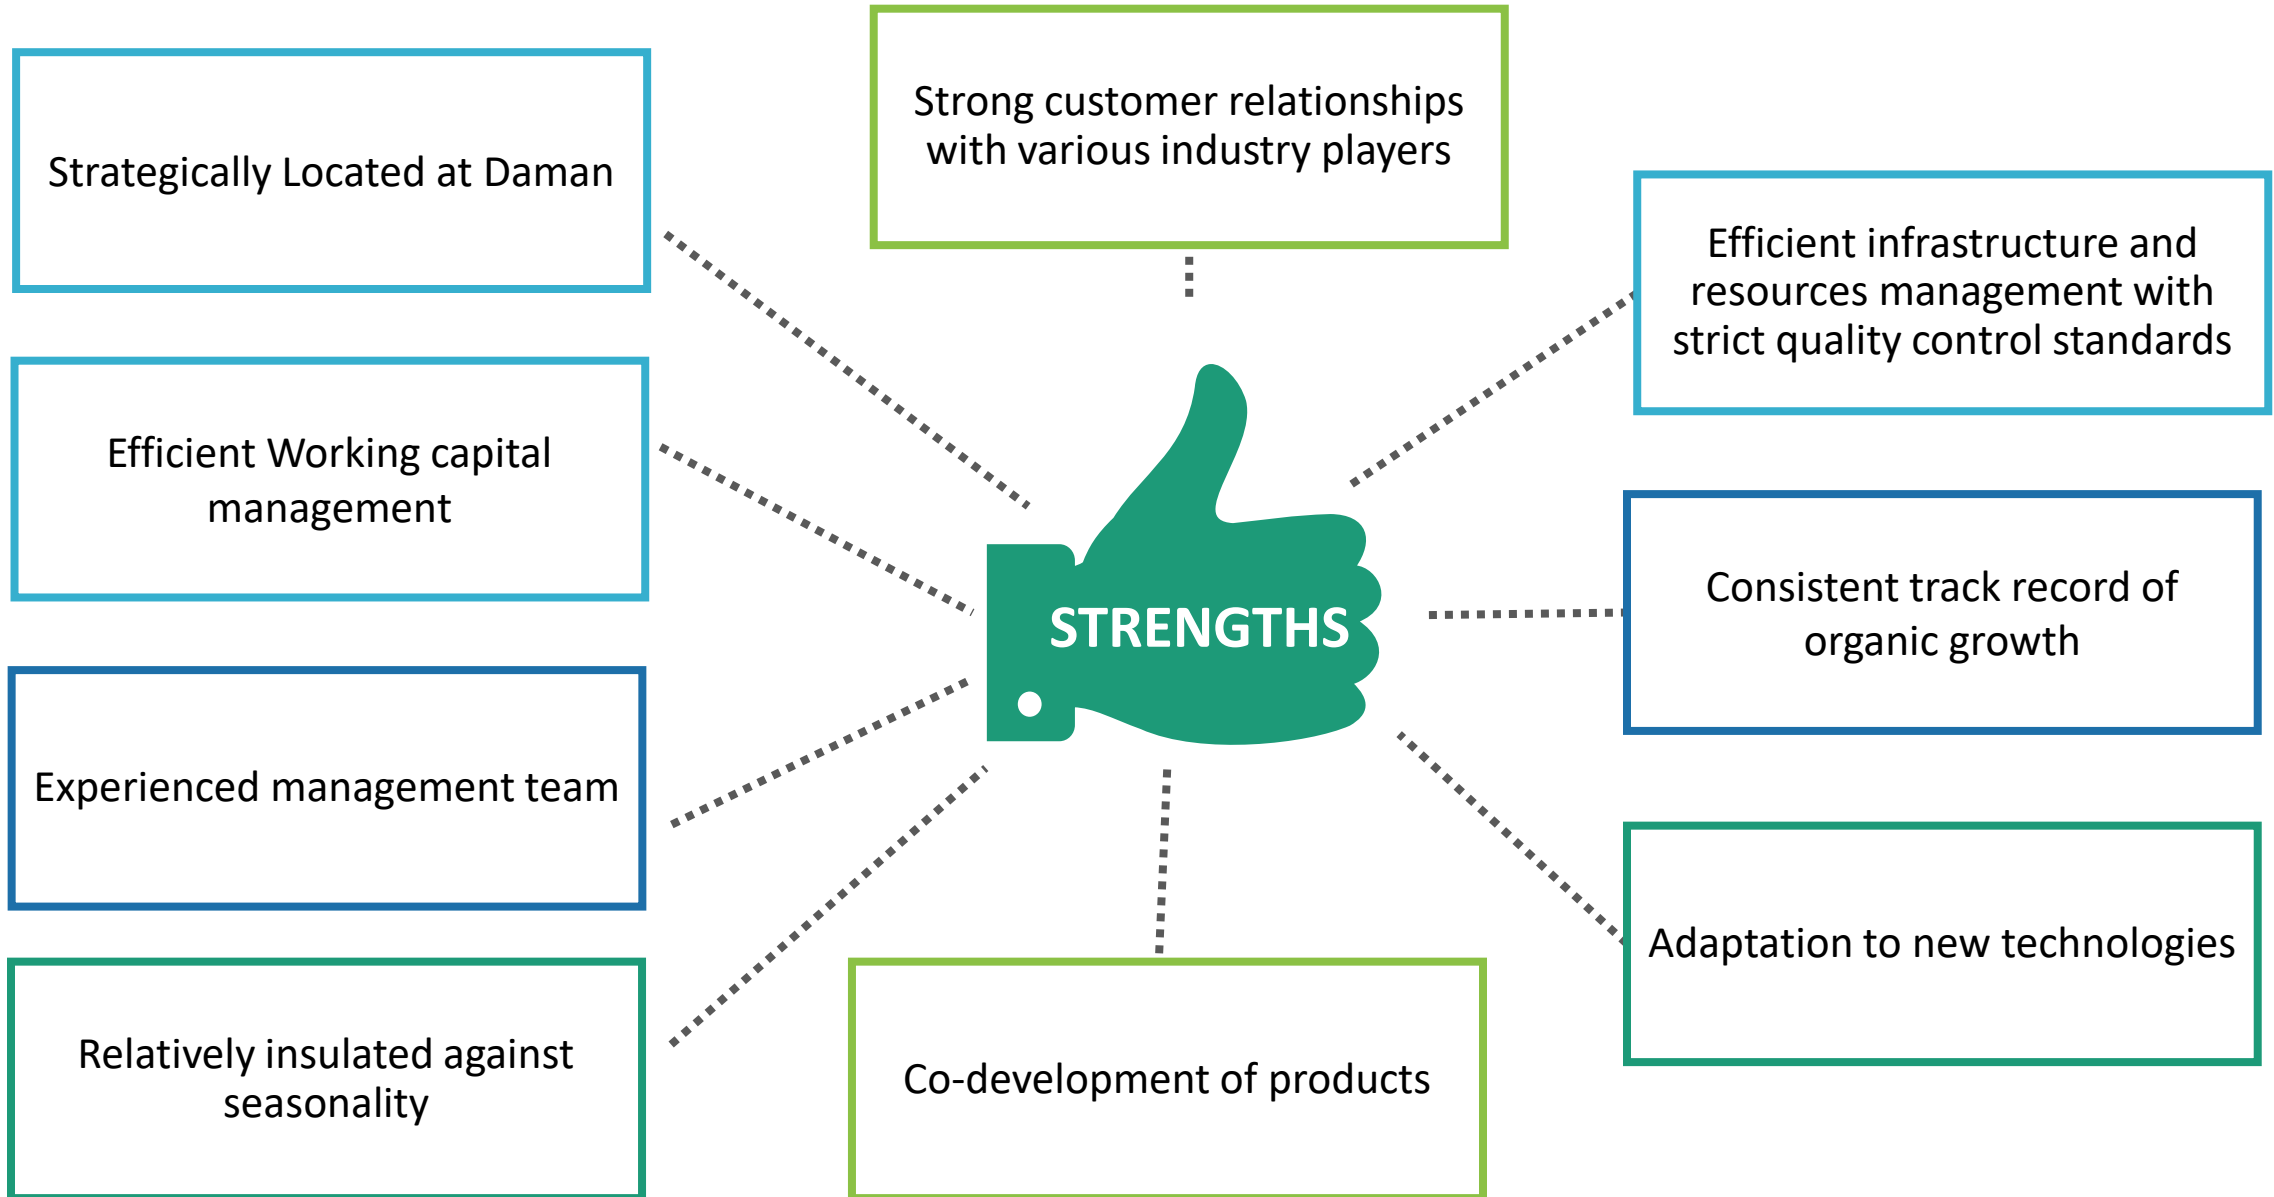 Strategically Located at Daman
Strong customer relationships
with various industry players
Efficient infrastructure and
resources management with
strict quality control standards
Efficient Working capital
management
STRENGTHS
Consistent track record of
organic growth
Experienced management team
Adaptation to new technologies
Relatively insulated against
seasonality
Co-development of products